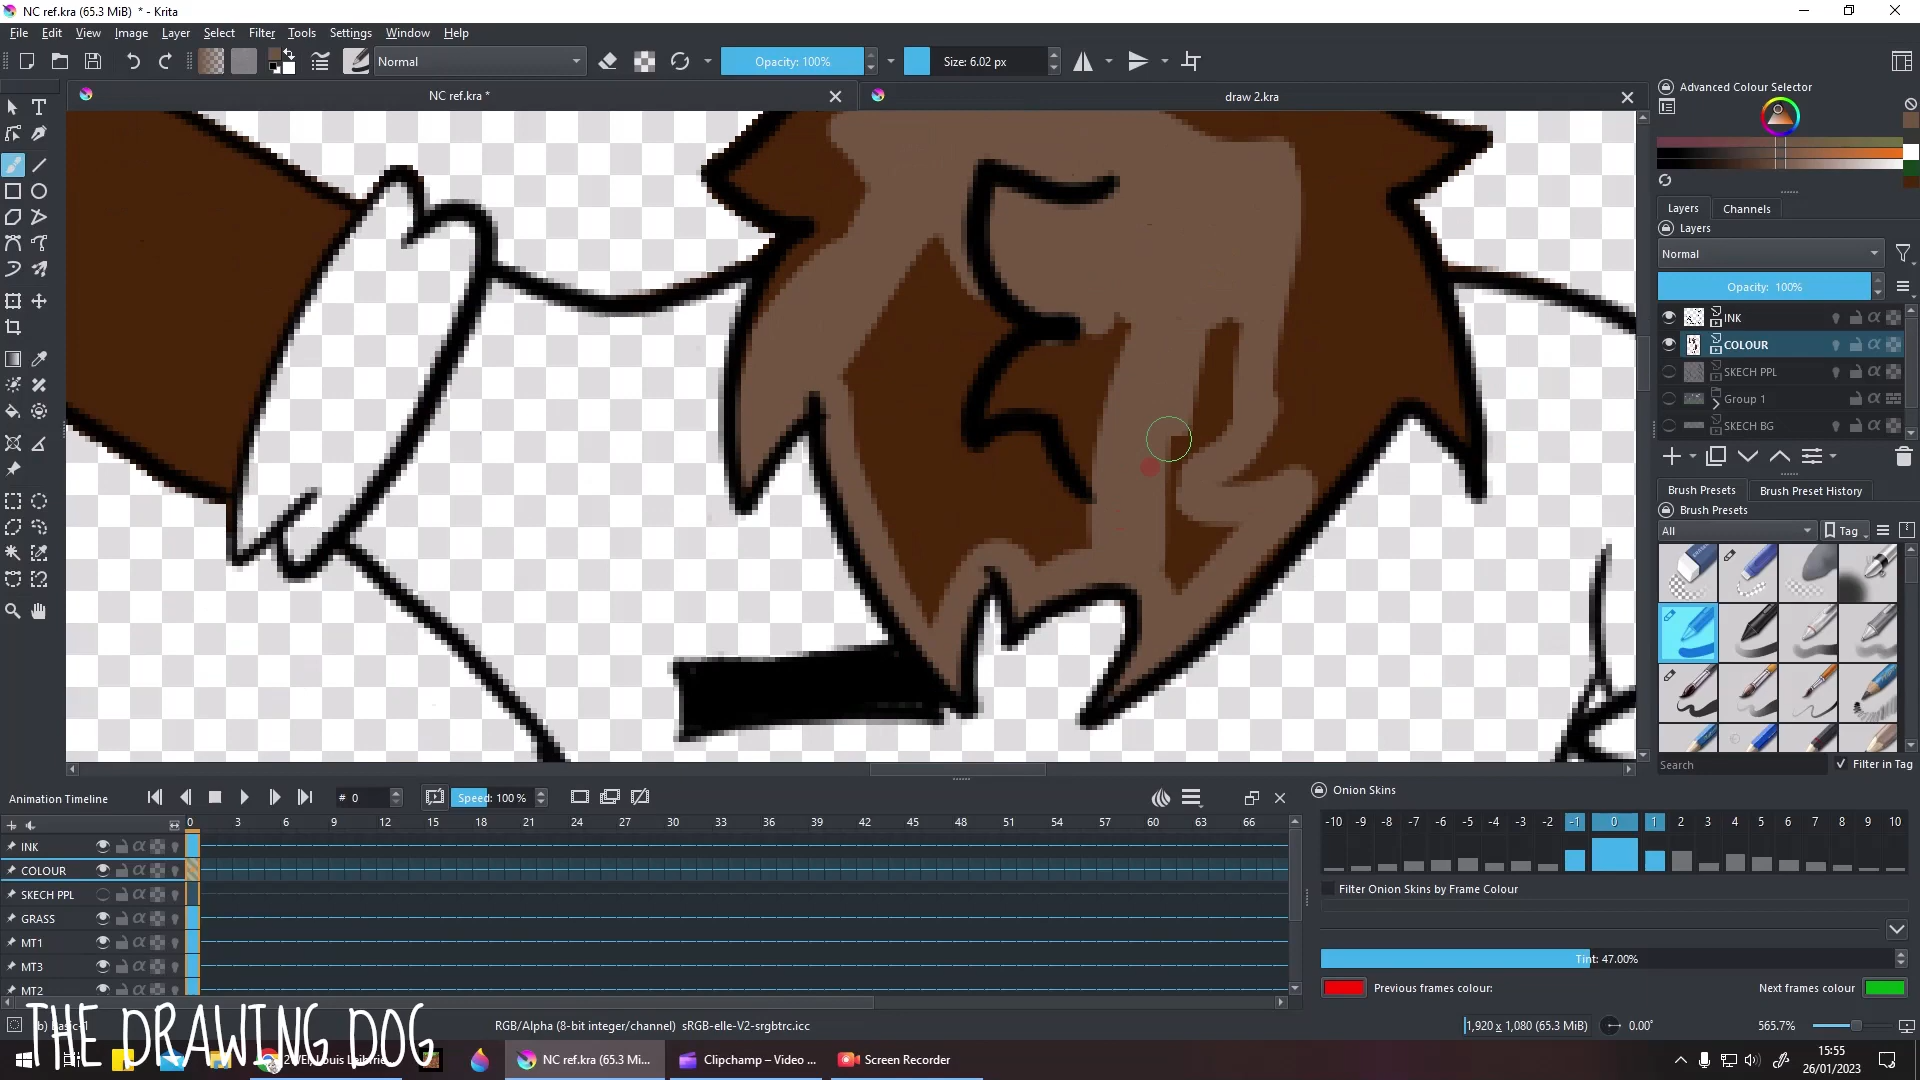 NC ref.kra (65.3 MiB) * - Krita
File Edit View Image Layer Select Filter Tools Settings Window Help
Normal Opacity: 100% Size: 6.02 px
NC ref.kra * draw 2.kra
Advanced Colour Selector
Layers Channels
Layers
Normal
Opacity: 100%
INK
COLOUR
SKECH PPL
Group 1
SKECH BG
Brush Presets Brush Preset History
Brush Presets
All Tag
Search Filter in Tag
Animation Timeline # 0 Speed: 100 %
0 3 6 9 12 15 18 21 24 27 30 33 36 39 42 45 48 51 54 57 60 63 66
INK
COLOUR
SKECH PPL
GRASS
MT1
MT3
MT2
Onion Skins
-10 -9 -8 -7 -6 -5 -4 -3 -2 -1 0 1 2 3 4 5 6 7 8 9 10
Filter Onion Skins by Frame Colour
Tint: 47.00%
Previous frames colour: Next frames colour
THE DRAWING DOG
RGB/Alpha (8-bit integer/channel) sRGB-elle-V2-srgbtrc.icc 1,920 x 1,080 (65.3 MiB) 0.00° 565.7%
NC ref.kra (65.3 Mi... Clipchamp – Video ... Screen Recorder
15:55
26/01/2023